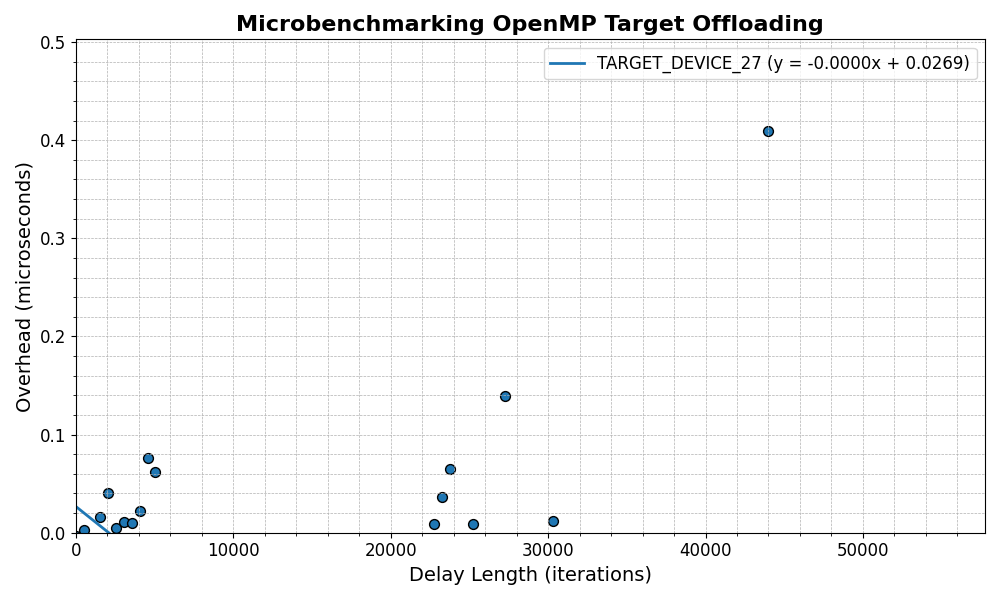 Microbenchmarking OpenMP Target Offloading
TARGET_DEVICE_27 (y = -0.0000x + 0.0269)
Overhead (microseconds)
0.5
0.4
0.3
0.2
0.1
0.0
0 10000 20000 30000 40000 50000
Delay Length (iterations)